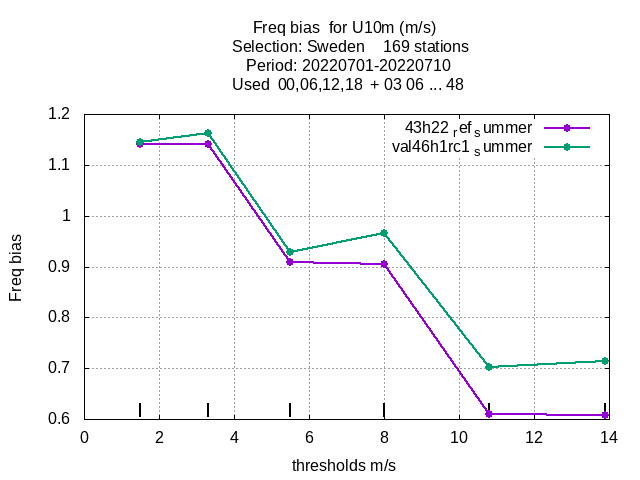 Freq bias  for U10m (m/s)
Selection: Sweden    169 stations
Period: 20220701-20220710
Used  00,06,12,18  + 03 06 ... 48
43h22 ref summer
val46h1rc1 summer
1.2
1.1
1
0.9
0.8
0.7
0.6
Freq bias
0 2 4 6 8 10 12 14
thresholds m/s